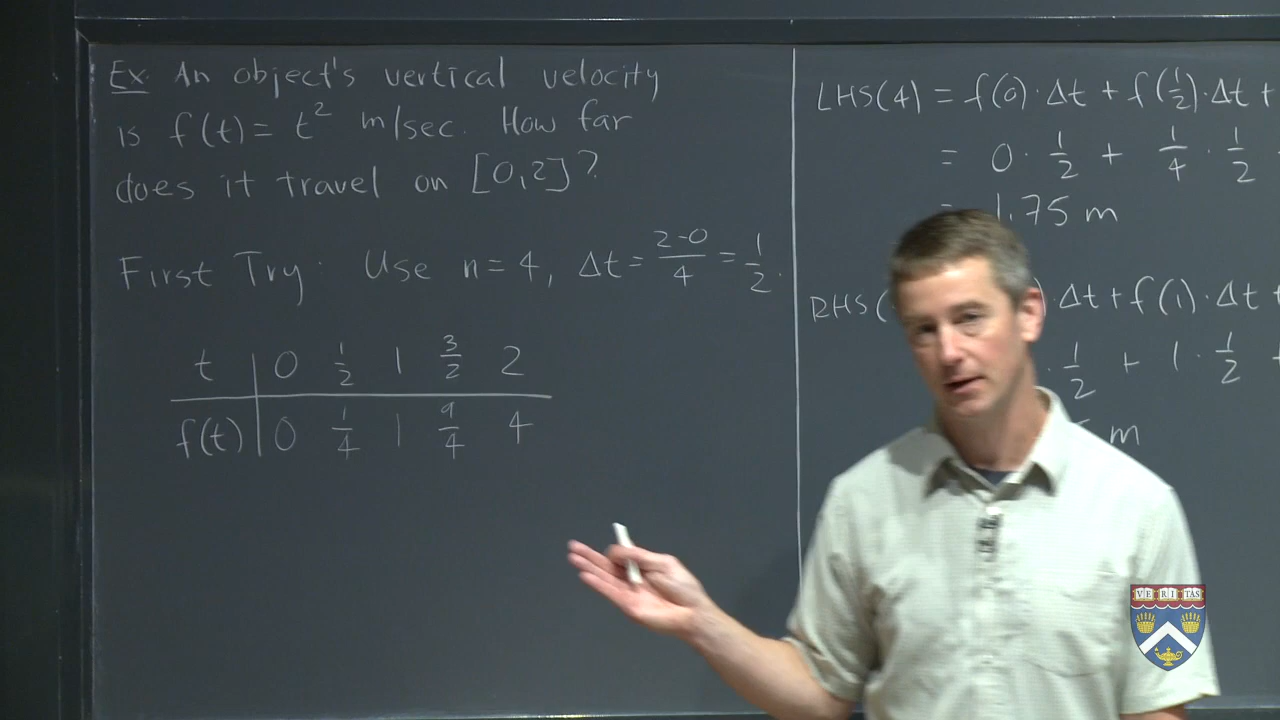 Ex. An object's vertical velocity
is f(t) = t² m/sec. How far
does it travel on [0,2]?
First Try. Use n = 4, Δt = (2-0)/4 = 1/2.
t | 0 1/2 1 3/2 2
f(t) | 0 1/4 1 9/4 4
LHS(4) = f(0)·Δt + f(1/2)·Δt +
= 0 · 1/2 + 1/4 · 1/2
= 1.75 m
RHS( )·Δt + f(1)·Δt
· 1/2 + 1 · 1/2 +
m
VERITAS